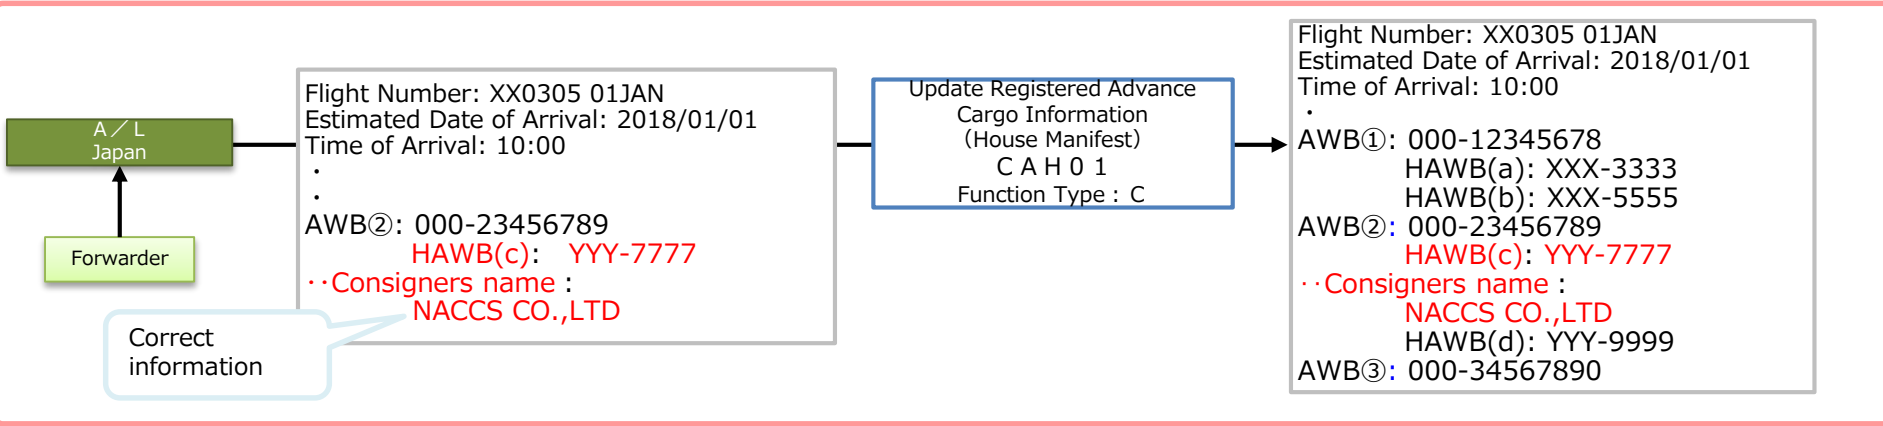 A／L
Japan
Forwarder
Correct
information
Flight Number: XX0305 01JAN
Estimated Date of Arrival: 2018/01/01
Time of Arrival: 10:00
・
・
AWB②: 000-23456789
HAWB(c): YYY-7777
‥Consigners name：
NACCS CO.,LTD
Update Registered Advance
Cargo Information
（House Manifest）
ＣＡＨ０１
Function Type： C
Flight Number: XX0305 01JAN
Estimated Date of Arrival: 2018/01/01
Time of Arrival: 10:00
・
AWB①: 000-12345678
HAWB(a): XXX-3333
HAWB(b): XXX-5555
AWB②: 000-23456789
HAWB(c): YYY-7777
‥Consigners name：
NACCS CO.,LTD
HAWB(d): YYY-9999
AWB③: 000-34567890